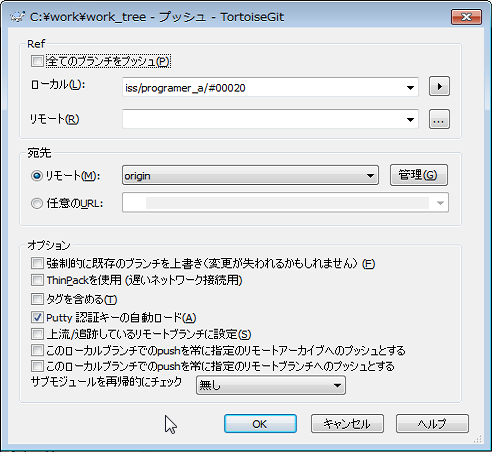 C:¥work¥work_tree - プッシュ - TortoiseGit
Ref
全てのブランチをプッシュ(P)
ローカル(L): iss/programer_a/#00020
リモート(R) ...
宛先
リモート(M): origin 管理(G)
任意のURL:
オプション
強制的に既存のブランチを上書き(変更が失われるかもしれません) (F)
ThinPackを使用 (遅いネットワーク接続用)
タグを含める(T)
Putty 認証キーの自動ロード(A)
上流/追跡しているリモートブランチに設定(S)
このローカルブランチでのpushを常に指定のリモートアーカイブへのプッシュとする
このローカルブランチでのpushを常に指定のリモートブランチへのプッシュとする
サブモジュールを再帰的にチェック 無し
OK キャンセル ヘルプ